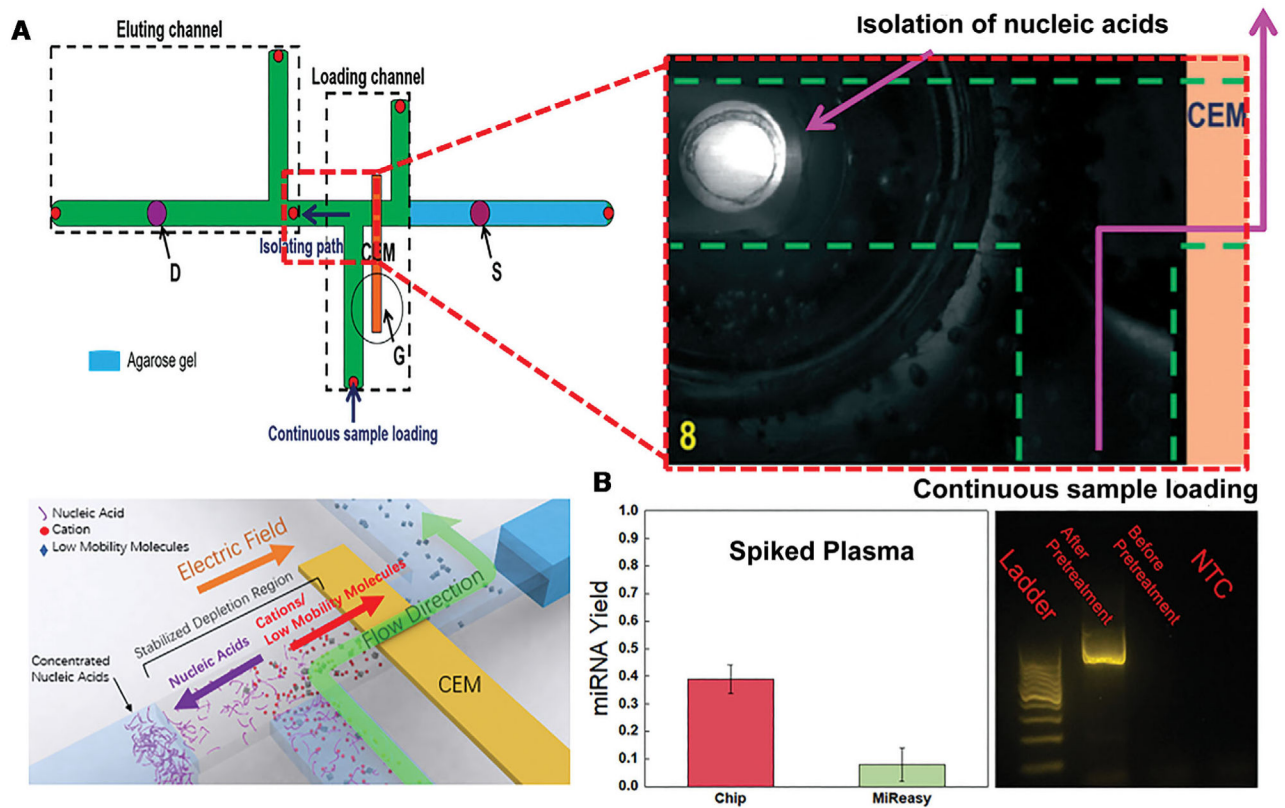 A
Eluting channel
Loading channel
Isolating path
CEM
D
S
G
Agarose gel
Continuous sample loading
Isolation of nucleic acids
CEM
8
Continuous sample loading
Nucleic Acid
Cation
Low Mobility Molecules
Electric Field
Stabilized Depletion Region
Cations/
Low Mobility Molecules
Flow Direction
Nucleic Acids
Concentrated
Nucleic Acids
CEM
B
1.0
0.9
0.8
0.7
0.6
0.5
0.4
0.3
0.2
0.1
0.0
miRNA Yield
Spiked Plasma
Chip
MiReasy
Ladder
After
Pretreatment
Before
Pretreatment
NTC